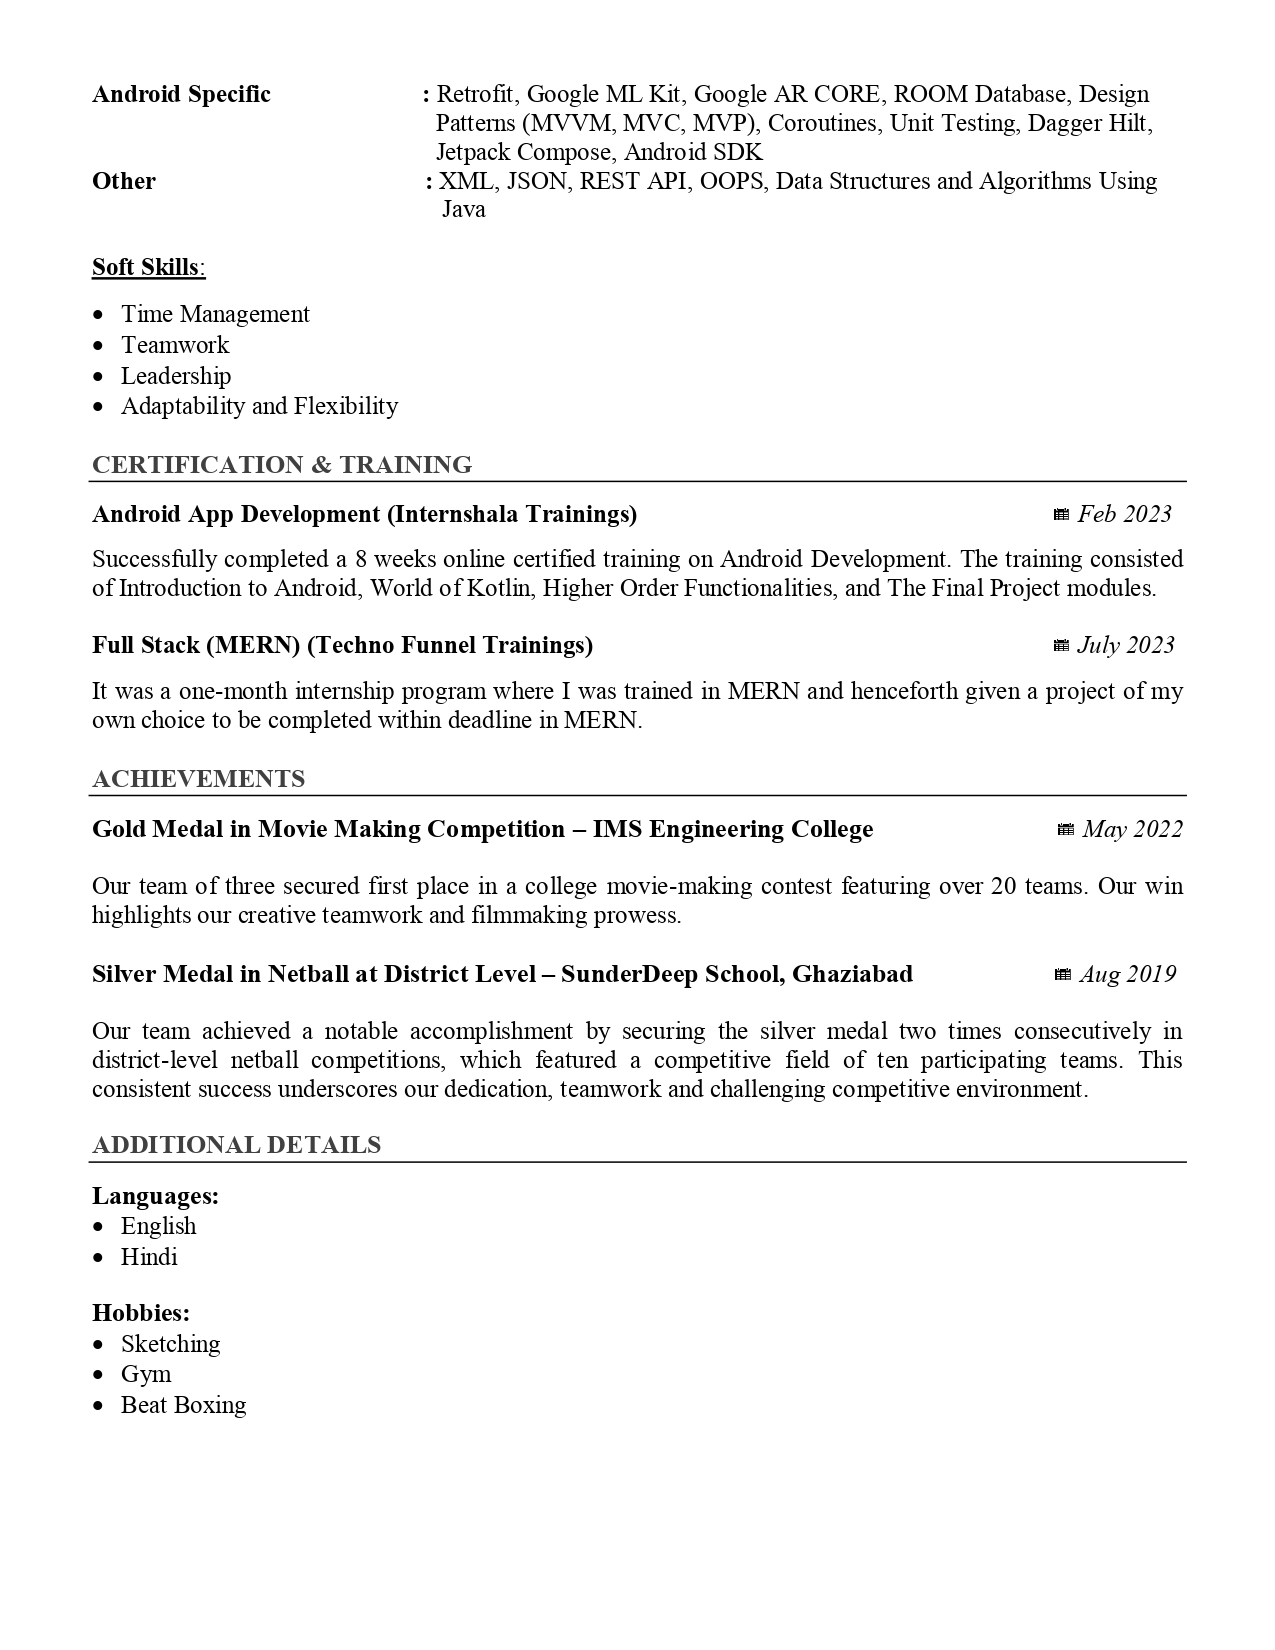 Android Specific : Retrofit, Google ML Kit, Google AR CORE, ROOM Database, Design
Patterns (MVVM, MVC, MVP), Coroutines, Unit Testing, Dagger Hilt,
Jetpack Compose, Android SDK
Other : XML, JSON, REST API, OOPS, Data Structures and Algorithms Using
Java
Soft Skills:
• Time Management
• Teamwork
• Leadership
• Adaptability and Flexibility
CERTIFICATION & TRAINING
Android App Development (Internshala Trainings) Feb 2023
Successfully completed a 8 weeks online certified training on Android Development. The training consisted
of Introduction to Android, World of Kotlin, Higher Order Functionalities, and The Final Project modules.
Full Stack (MERN) (Techno Funnel Trainings) July 2023
It was a one-month internship program where I was trained in MERN and henceforth given a project of my
own choice to be completed within deadline in MERN.
ACHIEVEMENTS
Gold Medal in Movie Making Competition – IMS Engineering College May 2022
Our team of three secured first place in a college movie-making contest featuring over 20 teams. Our win
highlights our creative teamwork and filmmaking prowess.
Silver Medal in Netball at District Level – SunderDeep School, Ghaziabad Aug 2019
Our team achieved a notable accomplishment by securing the silver medal two times consecutively in
district-level netball competitions, which featured a competitive field of ten participating teams. This
consistent success underscores our dedication, teamwork and challenging competitive environment.
ADDITIONAL DETAILS
Languages:
• English
• Hindi
Hobbies:
• Sketching
• Gym
• Beat Boxing